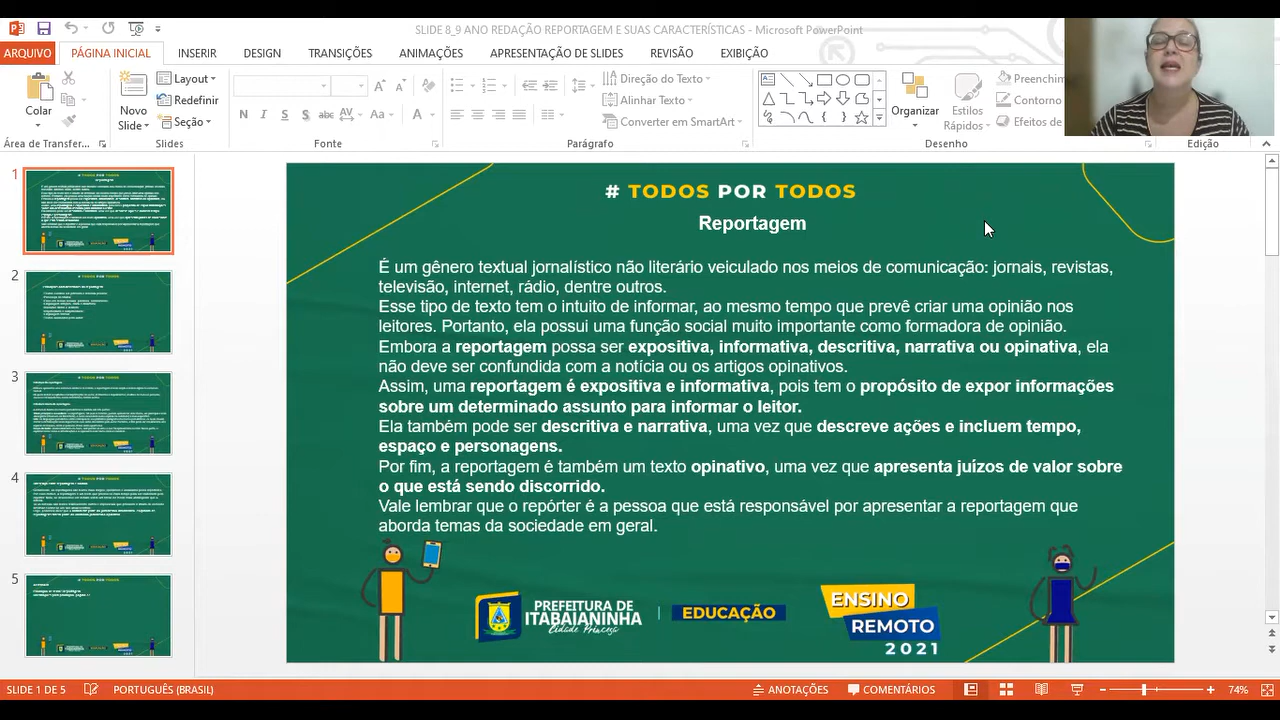 SLIDE 8_9 ANO REDAÇÃO REPORTAGEM E SUAS CARACTERÍSTICAS - Microsoft PowerPoint
ARQUIVO PÁGINA INICIAL INSERIR DESIGN TRANSIÇÕES ANIMAÇÕES APRESENTAÇÃO DE SLIDES REVISÃO EXIBIÇÃO
Colar
Novo
Slide
Layout
Redefinir
Seção
N I S S abc AV Aa A
Direção do Texto
Alinhar Texto
Converter em SmartArt
Organizar
Estilos
Rápidos
Preenchim
Contorno
Efeitos de
Área de Transfer... Slides Fonte Parágrafo Desenho Edição
1
2
3
4
5
# TODOS POR TODOS
Reportagem
É um gênero textual jornalístico não literário veiculado nos meios de comunicação: jornais, revistas,
televisão, internet, rádio, dentre outros.
Esse tipo de texto tem o intuito de informar, ao mesmo tempo que prevê criar uma opinião nos
leitores. Portanto, ela possui uma função social muito importante como formadora de opinião.
Embora a reportagem possa ser expositiva, informativa, descritiva, narrativa ou opinativa, ela
não deve ser confundida com a notícia ou os artigos opinativos.
Assim, uma reportagem é expositiva e informativa pois tem o propósito de expor informações
sobre um determinado assunto para informar o leitor.
Ela também pode ser descritiva e narrativa, uma vez que descreve ações e incluem tempo,
espaço e personagens.
Por fim, a reportagem é também um texto opinativo, uma vez que apresenta juízos de valor sobre
o que está sendo discorrido.
Vale lembrar que o repórter é a pessoa que está responsável por apresentar a reportagem que
aborda temas da sociedade em geral.
PREFEITURA DE
ITABAIANINHA
Cidade Princesa
EDUCAÇÃO
ENSINO
REMOTO
2021
SLIDE 1 DE 5 PORTUGUÊS (BRASIL) ANOTAÇÕES COMENTÁRIOS 74%